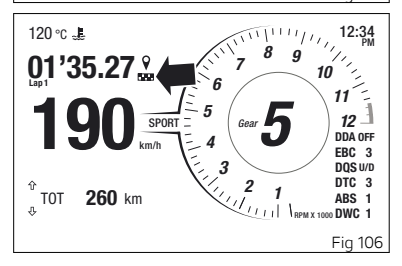 120 °C
12:34
PM
01'35.27
Lap 1
190
km/h
SPORT
Gear 5
1
2
3
4
5
6
7
8
9
10
11
12
RPM X 1000
DDA OFF
EBC 3
DQS U/D
DTC 3
ABS 1
DWC 1
TOT 260 km
Fig 106